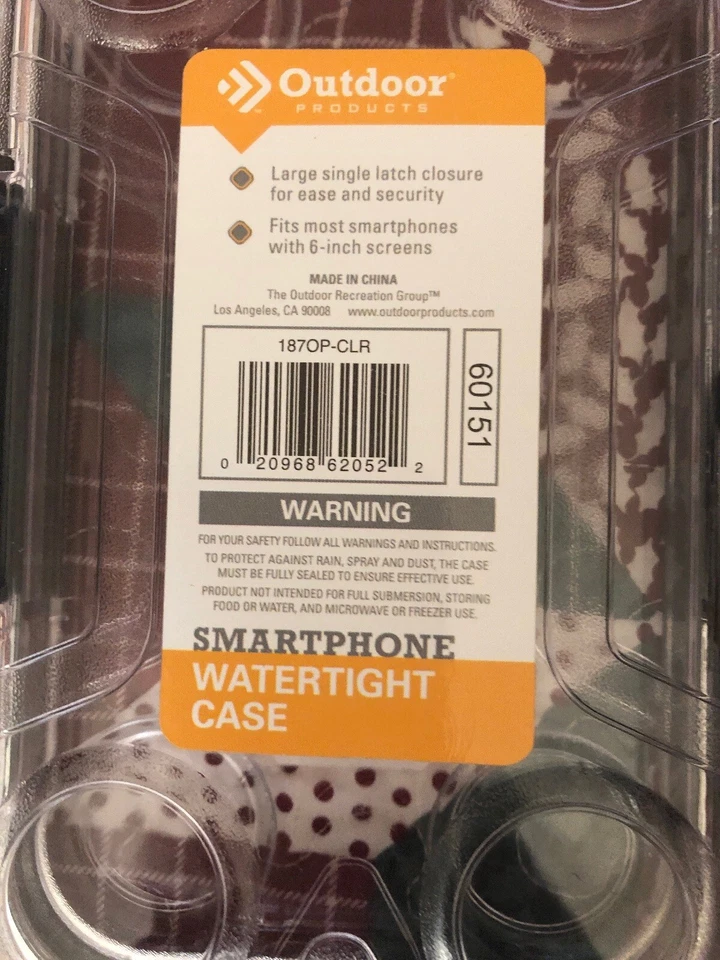 Outdoor
PRODUCTS
Large single latch closure
for ease and security
Fits most smartphones
with 6-inch screens
MADE IN CHINA
The Outdoor Recreation Group™
Los Angeles, CA 90008 www.outdoorproducts.com
187OP-CLR
60151
0 20968 62052 2
WARNING
FOR YOUR SAFETY FOLLOW ALL WARNINGS AND INSTRUCTIONS.
TO PROTECT AGAINST RAIN, SPRAY AND DUST, THE CASE
MUST BE FULLY SEALED TO ENSURE EFFECTIVE USE.
PRODUCT NOT INTENDED FOR FULL SUBMERSION, STORING
FOOD OR WATER, AND MICROWAVE OR FREEZER USE.
SMARTPHONE
WATERTIGHT
CASE